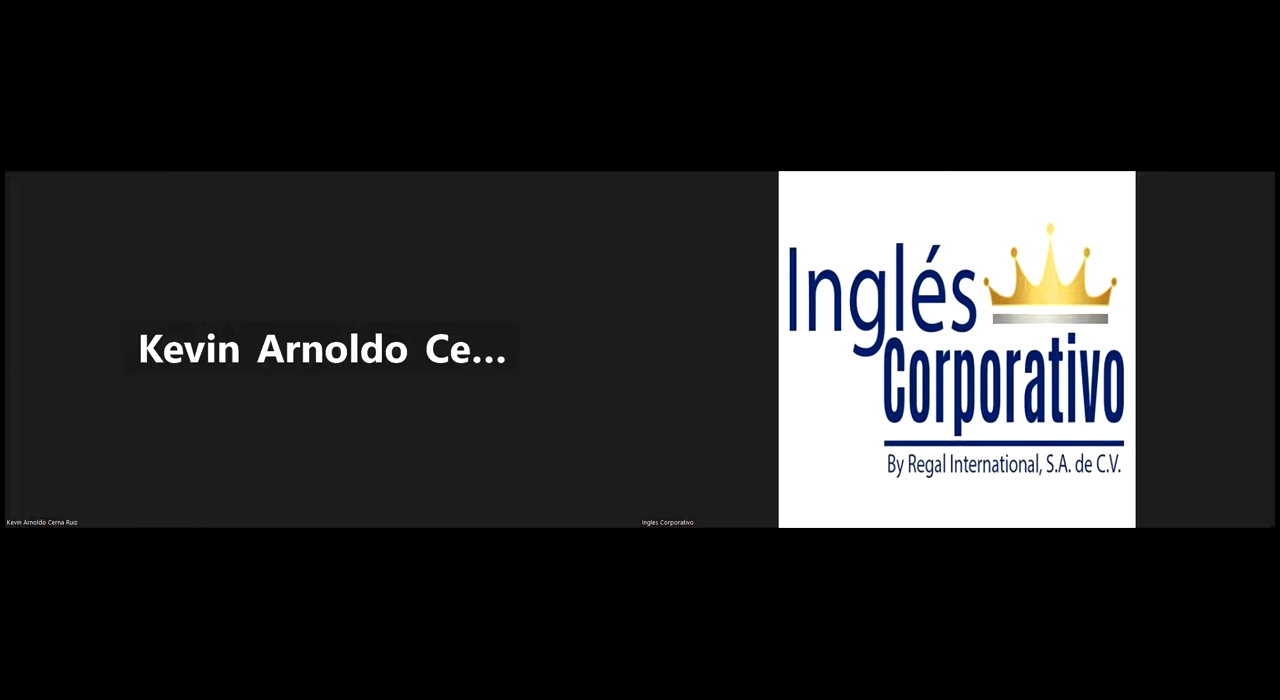 Kevin Arnoldo Ce...
Kevin Arnoldo Cerna Ruiz
Inglés
Corporativo
By Regal International, S.A. de C.V.
Ingles Corporativo